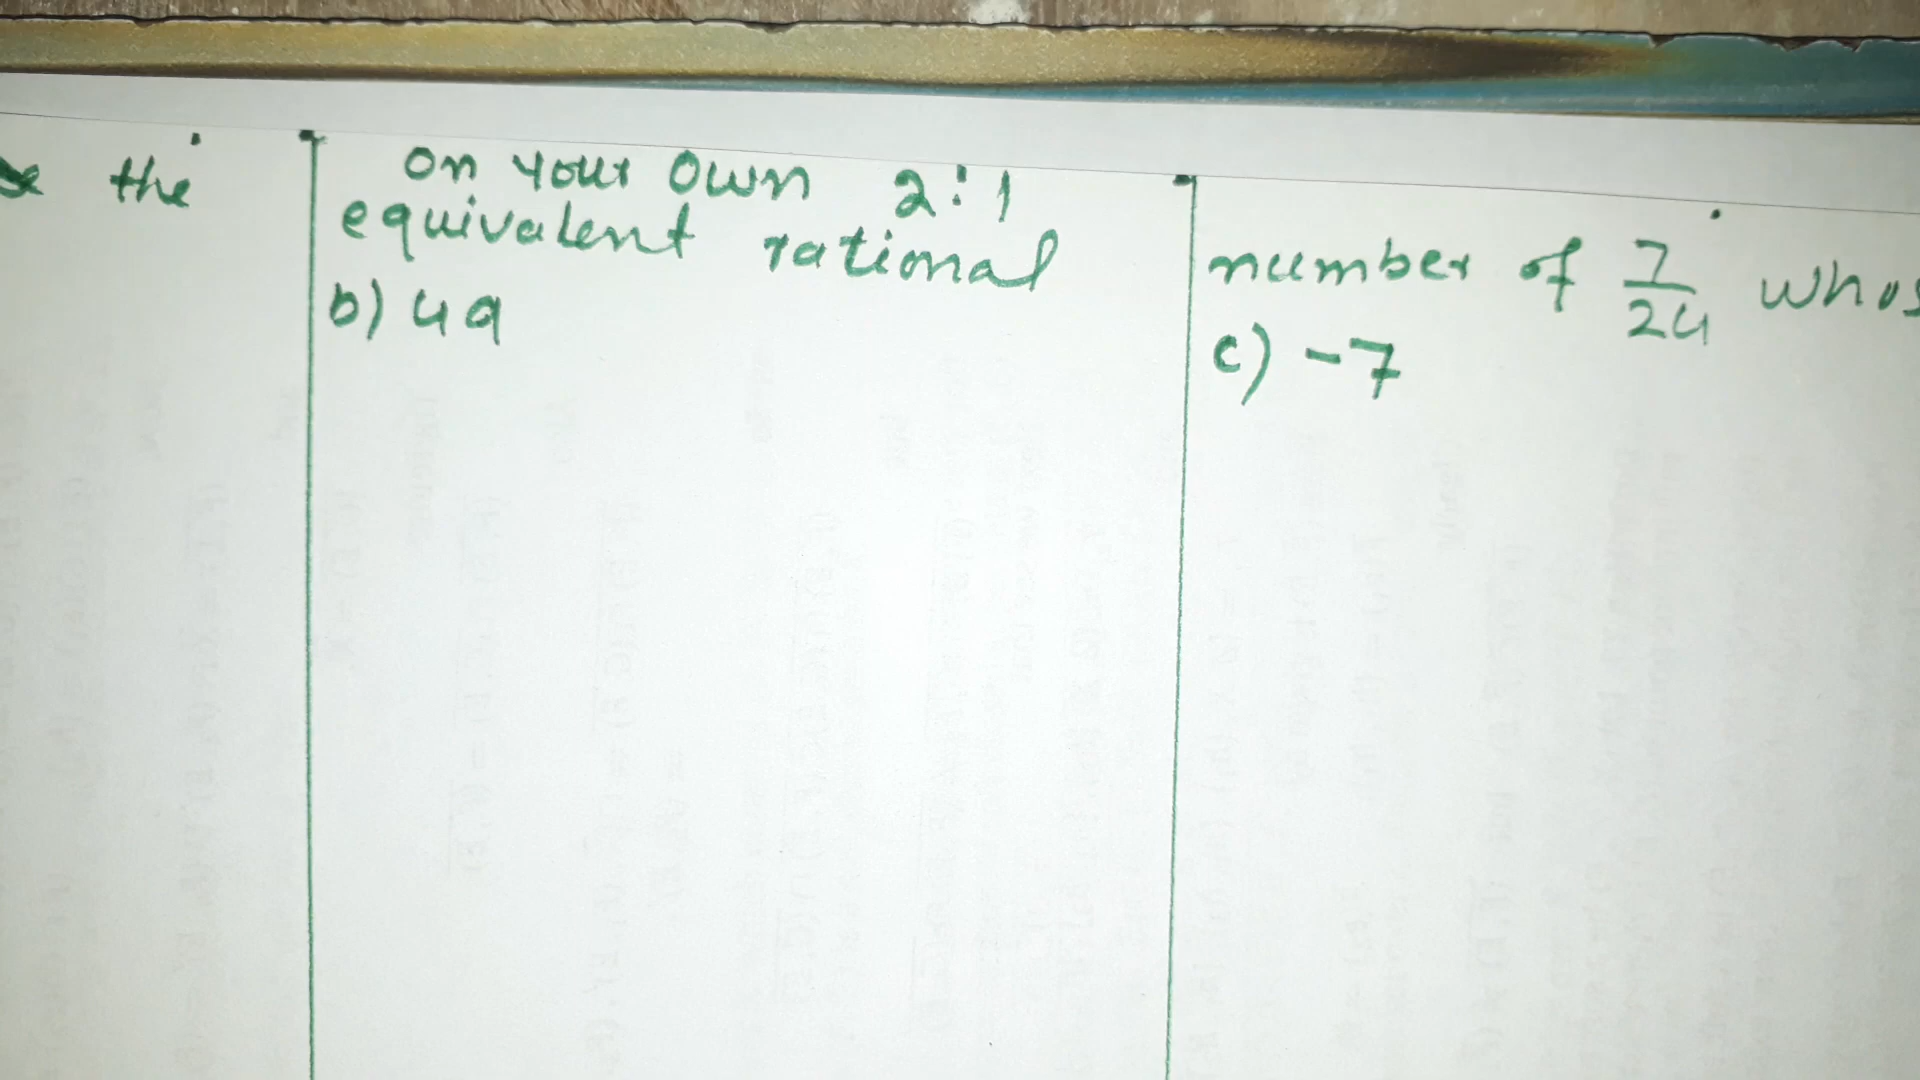 on your own 2:1
the equivalent rational number of 7/24 whos
b) 49 c) -7